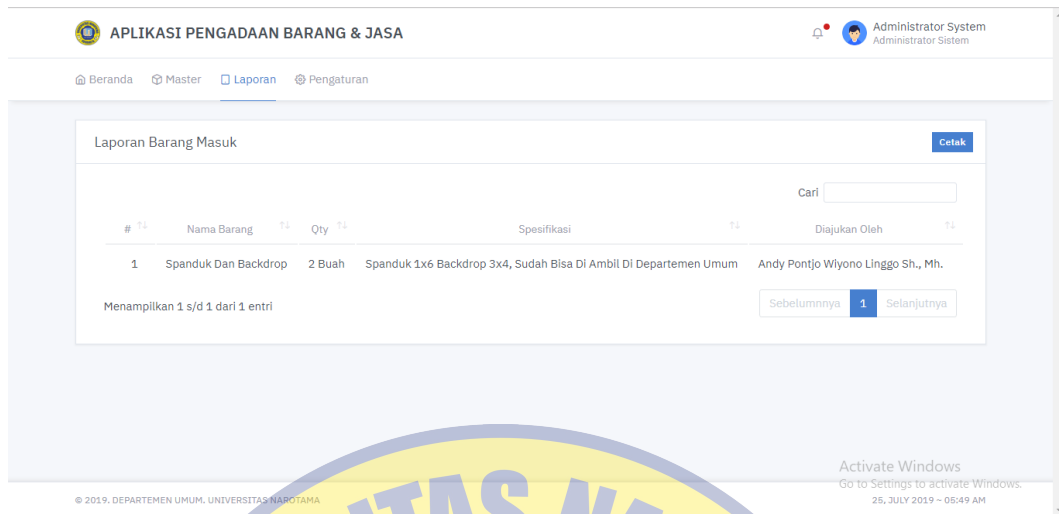 APLIKASI PENGADAAN BARANG & JASA
Administrator System
Administrator Sistem
Beranda Master Laporan Pengaturan
Laporan Barang Masuk
Cetak
Cari
# Nama Barang Qty Spesifikasi Diajukan Oleh
1 Spanduk Dan Backdrop 2 Buah Spanduk 1x6 Backdrop 3x4, Sudah Bisa Di Ambil Di Departemen Umum Andy Pontjo Wiyono Linggo Sh., Mh.
Menampilkan 1 s/d 1 dari 1 entri
Sebelumnnya 1 Selanjutnya
Activate Windows
Go to Settings to activate Windows.
© 2019. DEPARTEMEN UMUM. UNIVERSITAS NAROTAMA
25, JULY 2019 ~ 05:49 AM